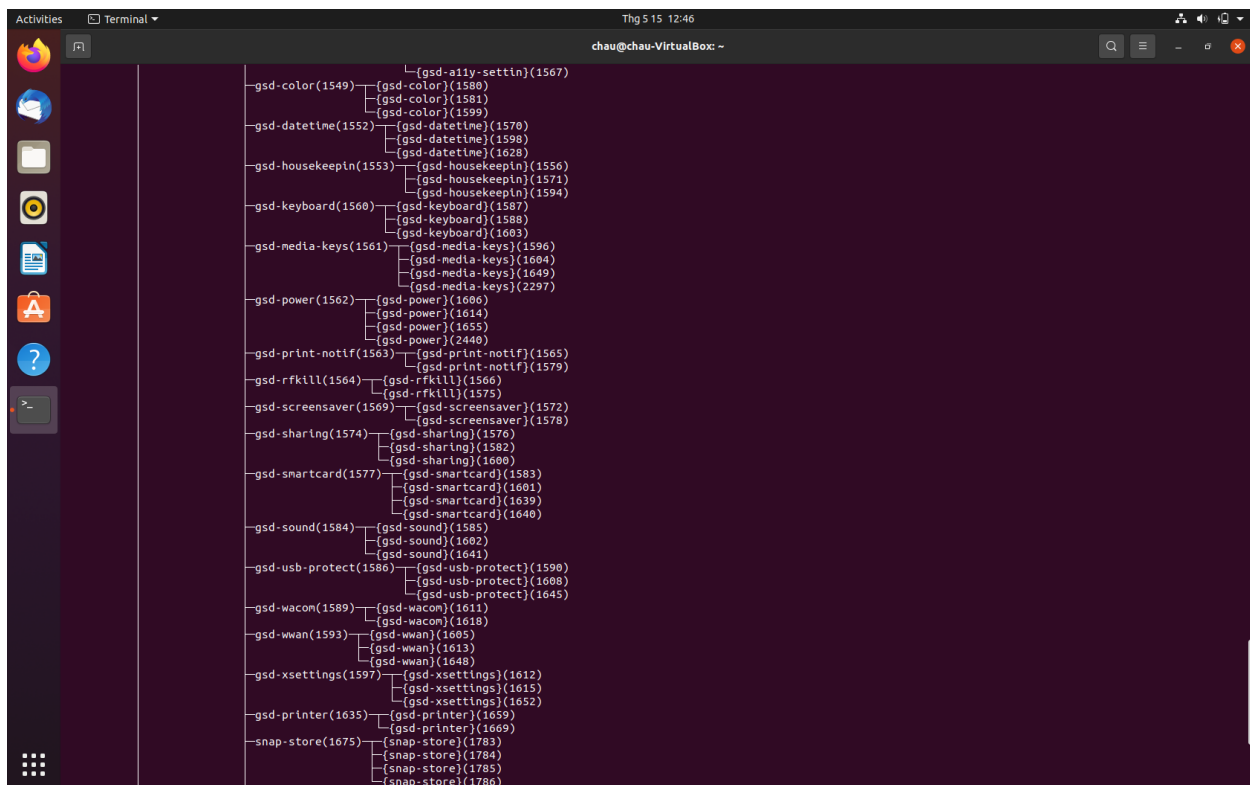 Activities Terminal Thg 5 15 12:46
chau@chau-VirtualBox: ~
{gsd-a11y-settin}(1567)
gsd-color(1549) {gsd-color}(1580)
{gsd-color}(1581)
{gsd-color}(1599)
gsd-datetime(1552) {gsd-datetime}(1570)
{gsd-datetime}(1598)
{gsd-datetime}(1628)
gsd-housekeepin(1553) {gsd-housekeepin}(1556)
{gsd-housekeepin}(1571)
{gsd-housekeepin}(1594)
gsd-keyboard(1560) {gsd-keyboard}(1587)
{gsd-keyboard}(1588)
{gsd-keyboard}(1603)
gsd-media-keys(1561) {gsd-media-keys}(1596)
{gsd-media-keys}(1604)
{gsd-media-keys}(1649)
{gsd-media-keys}(2297)
gsd-power(1562) {gsd-power}(1606)
{gsd-power}(1614)
{gsd-power}(1655)
{gsd-power}(2440)
gsd-print-notif(1563) {gsd-print-notif}(1565)
{gsd-print-notif}(1579)
gsd-rfkill(1564) {gsd-rfkill}(1566)
{gsd-rfkill}(1575)
gsd-screensaver(1569) {gsd-screensaver}(1572)
{gsd-screensaver}(1578)
gsd-sharing(1574) {gsd-sharing}(1576)
{gsd-sharing}(1582)
{gsd-sharing}(1600)
gsd-smartcard(1577) {gsd-smartcard}(1583)
{gsd-smartcard}(1601)
{gsd-smartcard}(1639)
{gsd-smartcard}(1640)
gsd-sound(1584) {gsd-sound}(1585)
{gsd-sound}(1602)
{gsd-sound}(1641)
gsd-usb-protect(1586) {gsd-usb-protect}(1590)
{gsd-usb-protect}(1608)
{gsd-usb-protect}(1645)
gsd-wacom(1589) {gsd-wacom}(1611)
{gsd-wacom}(1618)
gsd-wwan(1593) {gsd-wwan}(1605)
{gsd-wwan}(1613)
{gsd-wwan}(1648)
gsd-xsettings(1597) {gsd-xsettings}(1612)
{gsd-xsettings}(1615)
{gsd-xsettings}(1652)
gsd-printer(1635) {gsd-printer}(1659)
{gsd-printer}(1669)
snap-store(1675) {snap-store}(1783)
{snap-store}(1784)
{snap-store}(1785)
{snap-store}(1786)